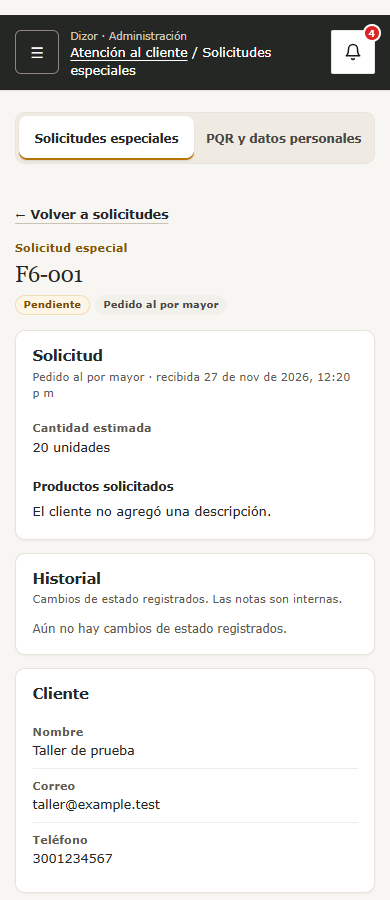 ☰
Dizor · Administración
Atención al cliente / Solicitudes
especiales
4
Solicitudes especiales
PQR y datos personales
← Volver a solicitudes
Solicitud especial
F6-001
Pendiente
Pedido al por mayor
Solicitud
Pedido al por mayor · recibida 27 de nov de 2026, 12:20
p m
Cantidad estimada
20 unidades
Productos solicitados
El cliente no agregó una descripción.
Historial
Cambios de estado registrados. Las notas son internas.
Aún no hay cambios de estado registrados.
Cliente
Nombre
Taller de prueba
Correo
taller@example.test
Teléfono
3001234567